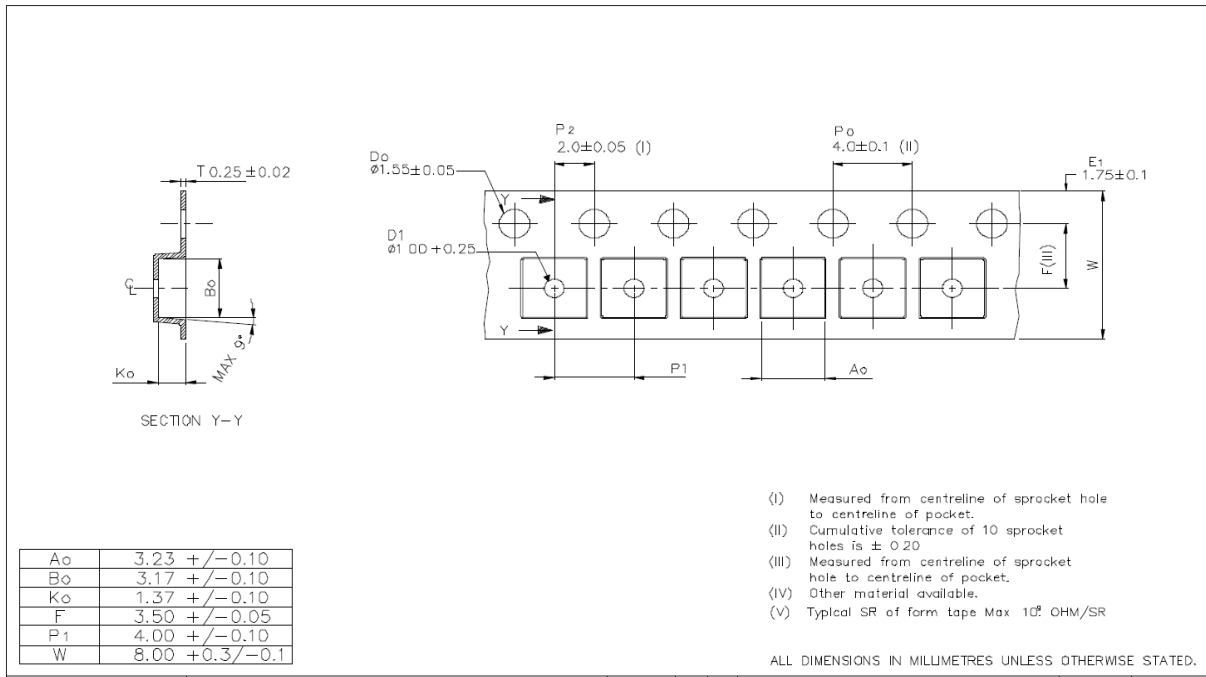 P2
2.0±0.05 (I)
Po
4.0±0.1 (II)
E1
1.75±0.1
Do
ø1.55±0.05
T 0.25±0.02
Y
D1
ø1.00 +0.25
F(III)
W
℄
Bo
Y
MAX 9°
Ko
P1
Ao
SECTION Y-Y
(I) Measured from centreline of sprocket hole
to centreline of pocket.
(II) Cumulative tolerance of 10 sprocket
holes is ± 0.20
(III) Measured from centreline of sprocket
hole to centreline of pocket.
(IV) Other material available.
(V) Typical SR of form tape Max OHM/SR
Ao 3.23 +/-0.10
Bo 3.17 +/-0.10
Ko 1.37 +/-0.10
F 3.50 +/-0.05
P1 4.00 +/-0.10
W 8.00 +0.3/-0.1
ALL DIMENSIONS IN MILLIMETRES UNLESS OTHERWISE STATED.